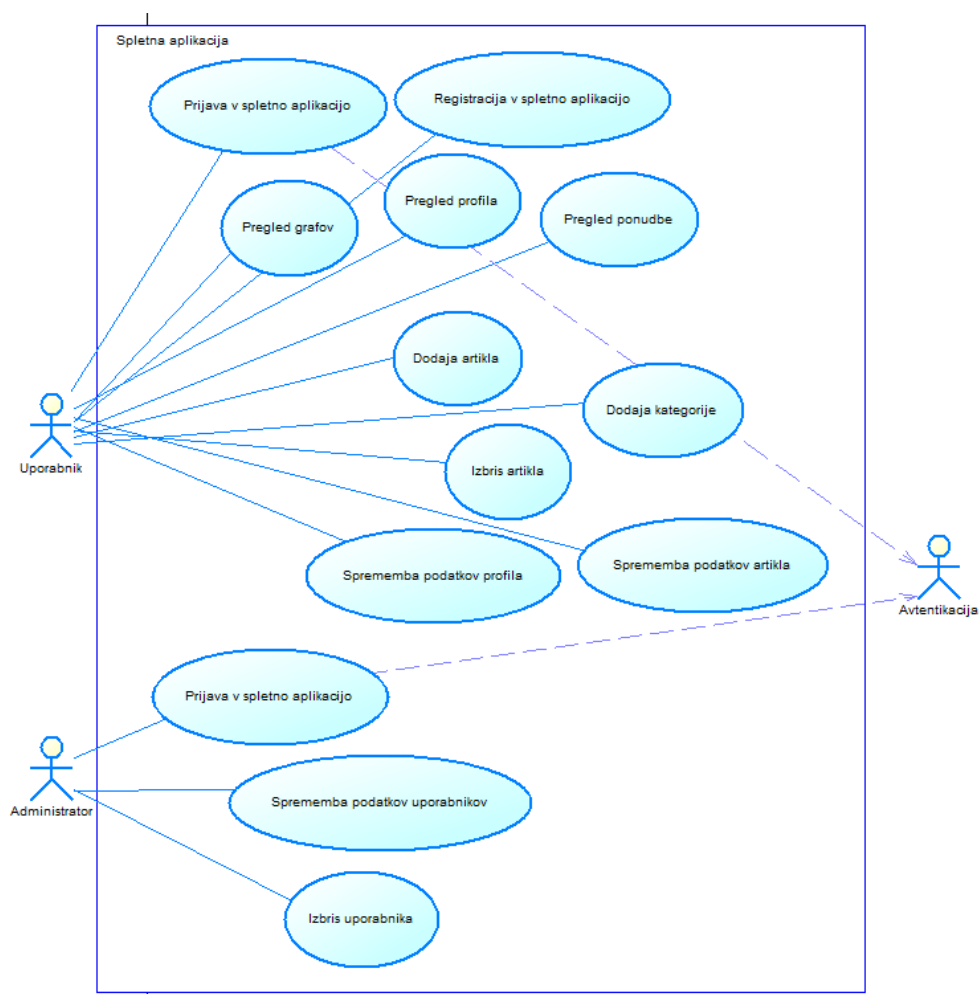 Spletna aplikacija
Prijava v spletno aplikacijo
Registracija v spletno aplikacijo
Pregled profila
Pregled ponudbe
Pregled grafov
Dodaja artikla
Dodaja kategorije
Uporabnik
Izbris artikla
Sprememba podatkov profila
Sprememba podatkov artikla
Avtentikacija
Prijava v spletno aplikacijo
Sprememba podatkov uporabnikov
Administrator
Izbris uporabnika